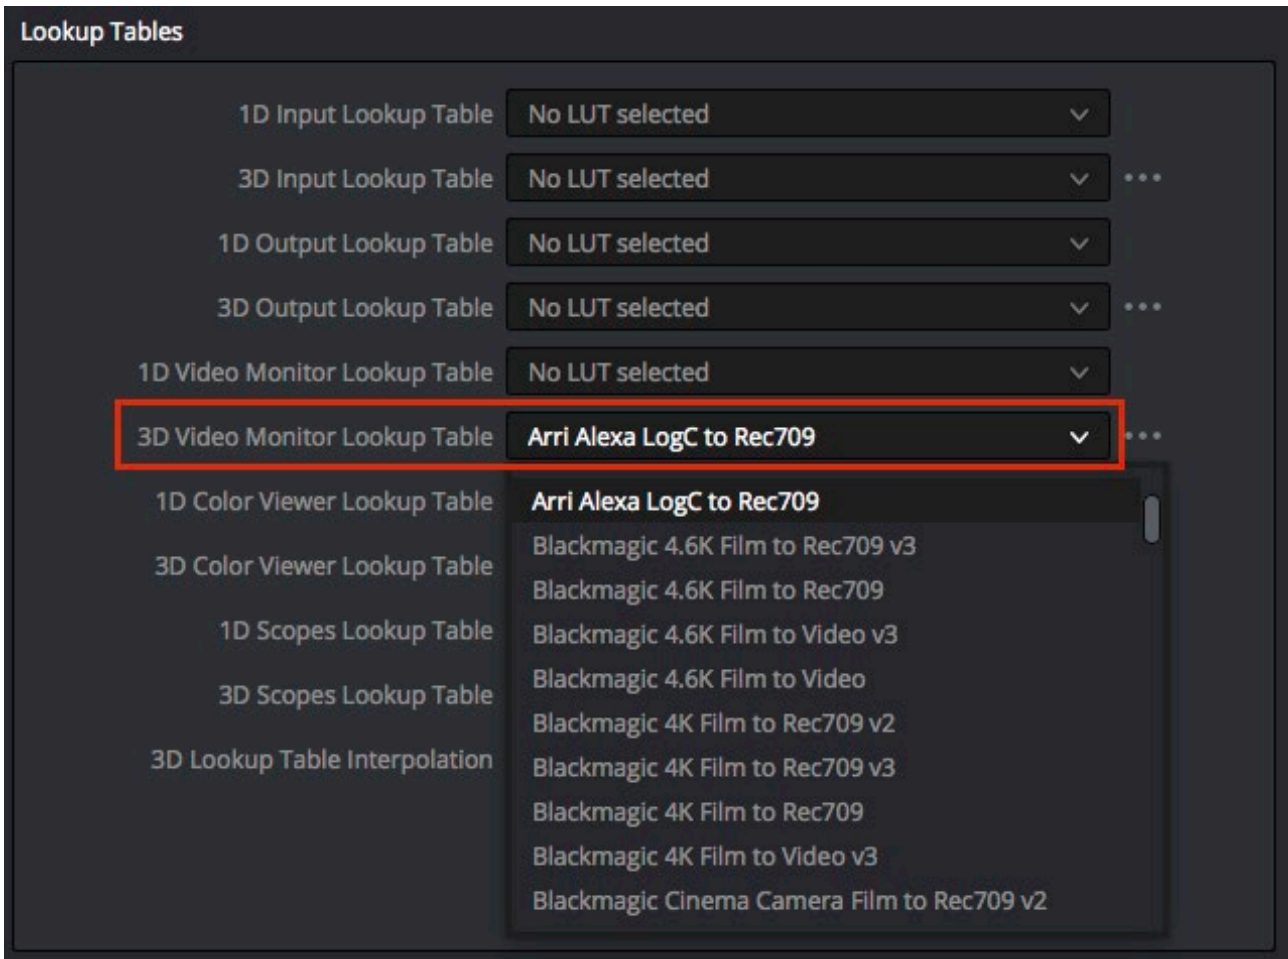 Lookup Tables
1D Input Lookup Table No LUT selected
3D Input Lookup Table No LUT selected
1D Output Lookup Table No LUT selected
3D Output Lookup Table No LUT selected
1D Video Monitor Lookup Table No LUT selected
3D Video Monitor Lookup Table Arri Alexa LogC to Rec709
1D Color Viewer Lookup Table Arri Alexa LogC to Rec709
Blackmagic 4.6K Film to Rec709 v3
3D Color Viewer Lookup Table
Blackmagic 4.6K Film to Rec709
1D Scopes Lookup Table Blackmagic 4.6K Film to Video v3
Blackmagic 4.6K Film to Video
3D Scopes Lookup Table
Blackmagic 4K Film to Rec709 v2
3D Lookup Table Interpolation Blackmagic 4K Film to Rec709 v3
Blackmagic 4K Film to Rec709
Blackmagic 4K Film to Video v3
Blackmagic Cinema Camera Film to Rec709 v2